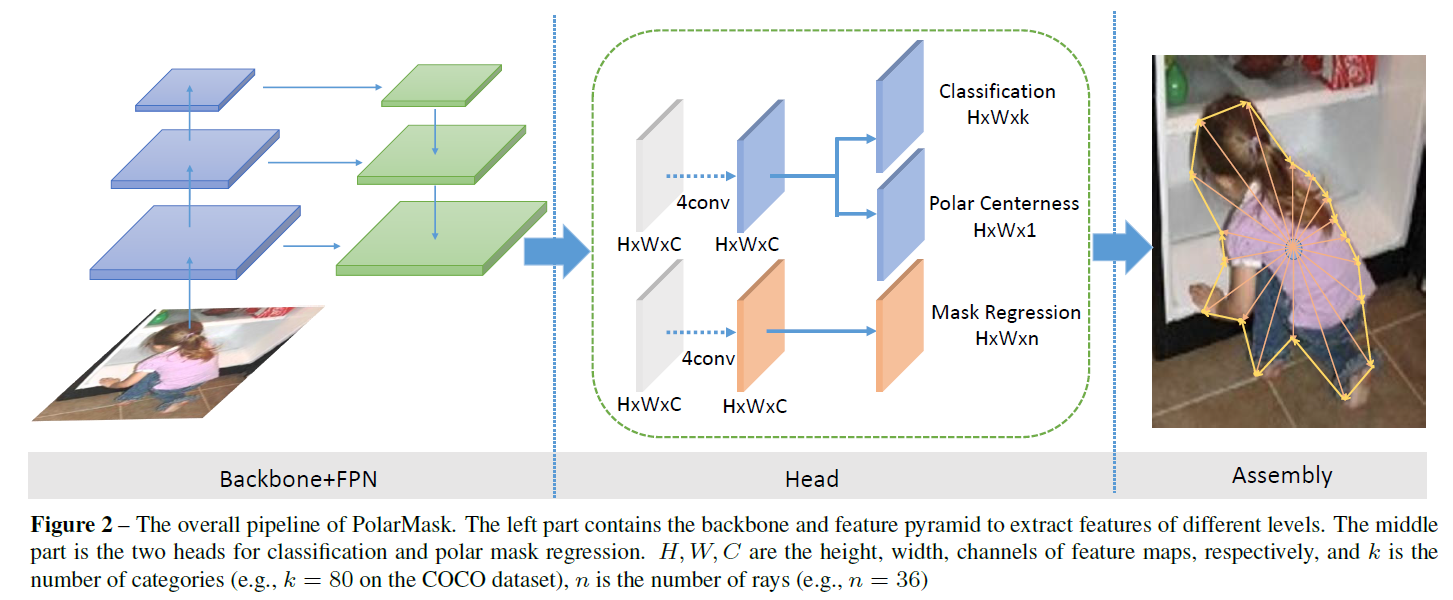 Classification
HxWxk
4conv
Polar Centerness
HxWx1
HxWxC
HxWxC
Mask Regression
HxWxn
4conv
HxWxC
HxWxC
Backbone+FPN
Head
Assembly
Figure 2 – The overall pipeline of PolarMask. The left part contains the backbone and feature pyramid to extract features of different levels. The middle
part is the two heads for classification and polar mask regression. H, W, C are the height, width, channels of feature maps, respectively, and k is the
number of categories (e.g., k = 80 on the COCO dataset), n is the number of rays (e.g., n = 36)